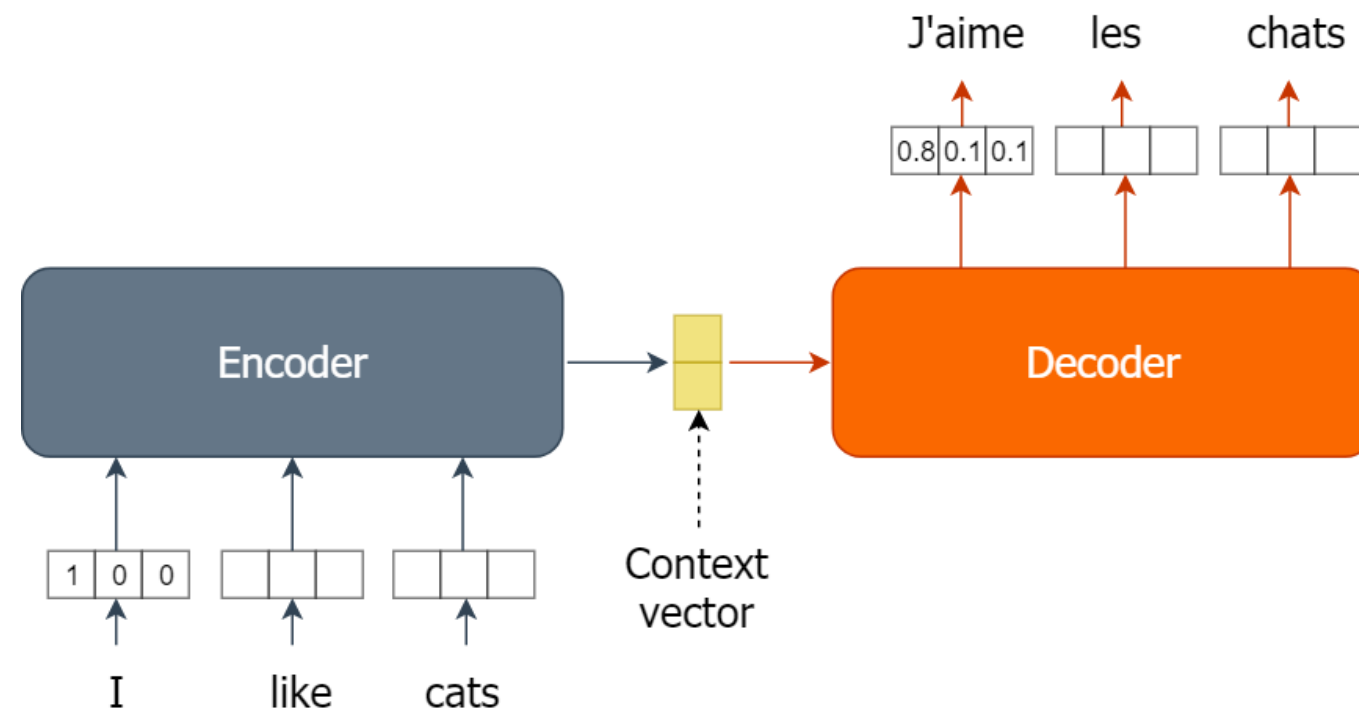 J'aime les chats
0.8 0.1 0.1
Encoder
Decoder
1 0 0
Context
vector
I like cats